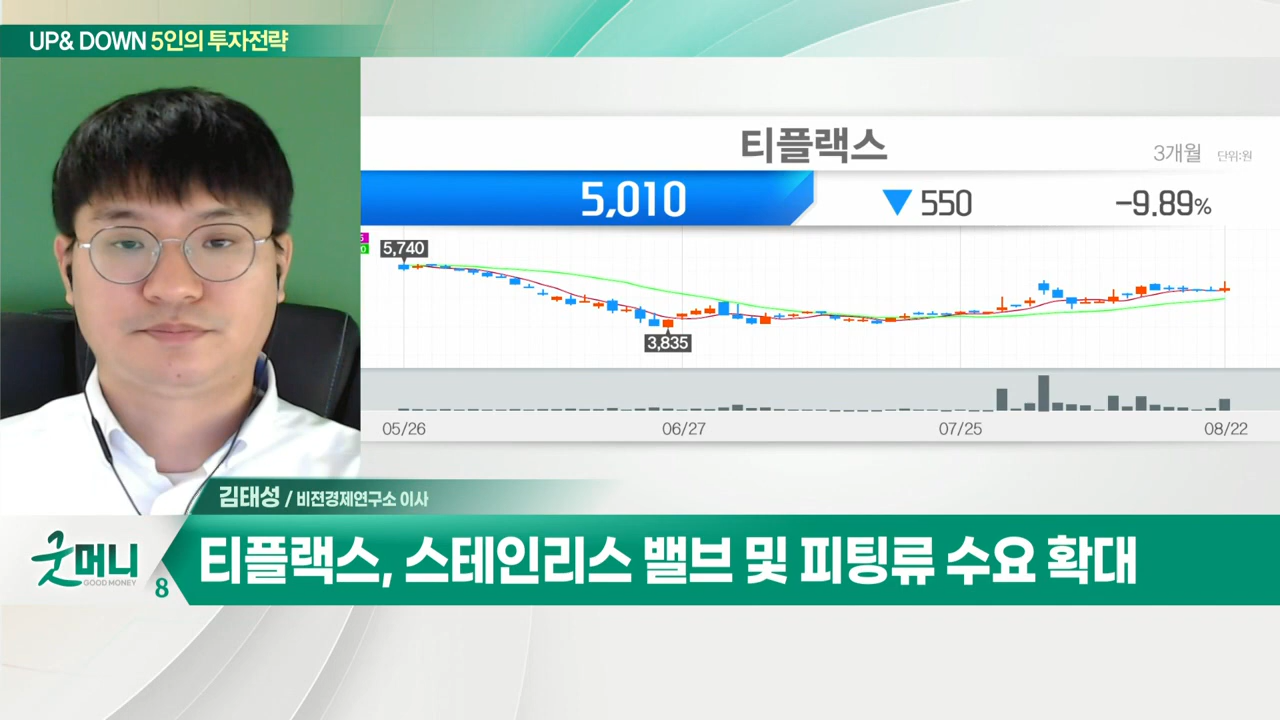 UP& DOWN 5인의 투자전략
티플랙스
3개월 단위:원
5,010 ▼ 550 -9.89%
5,740
3,835
05/26 06/27 07/25 08/22
김태성 / 비젼경제연구소 이사
굿머니
GOOD MONEY
8
티플랙스, 스테인리스 밸브 및 피팅류 수요 확대